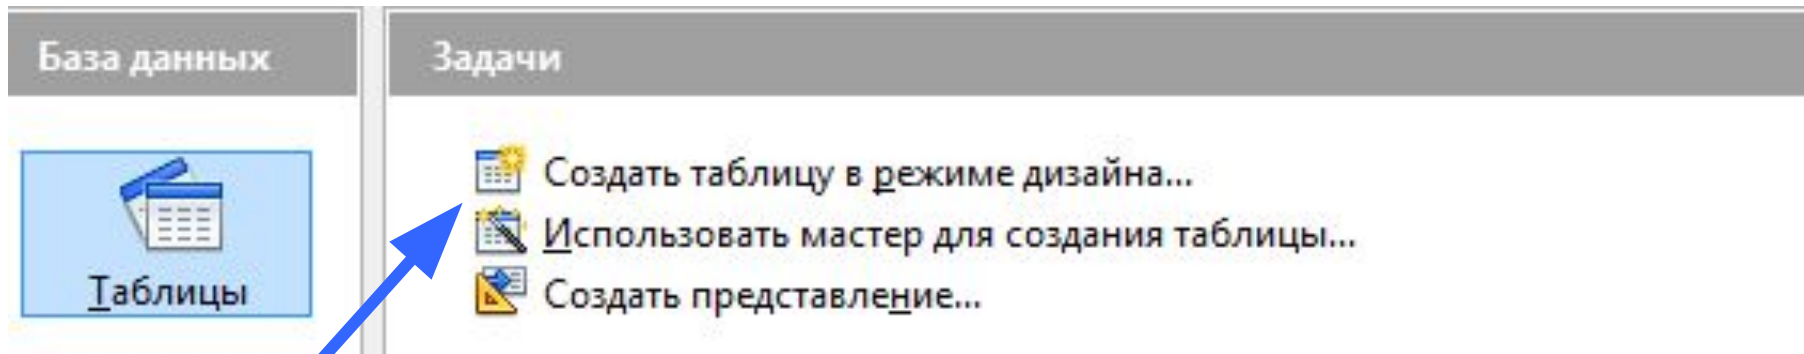 База данных
Задачи
Таблицы
Создать таблицу в режиме дизайна...
Использовать мастер для создания таблицы...
Создать представление...